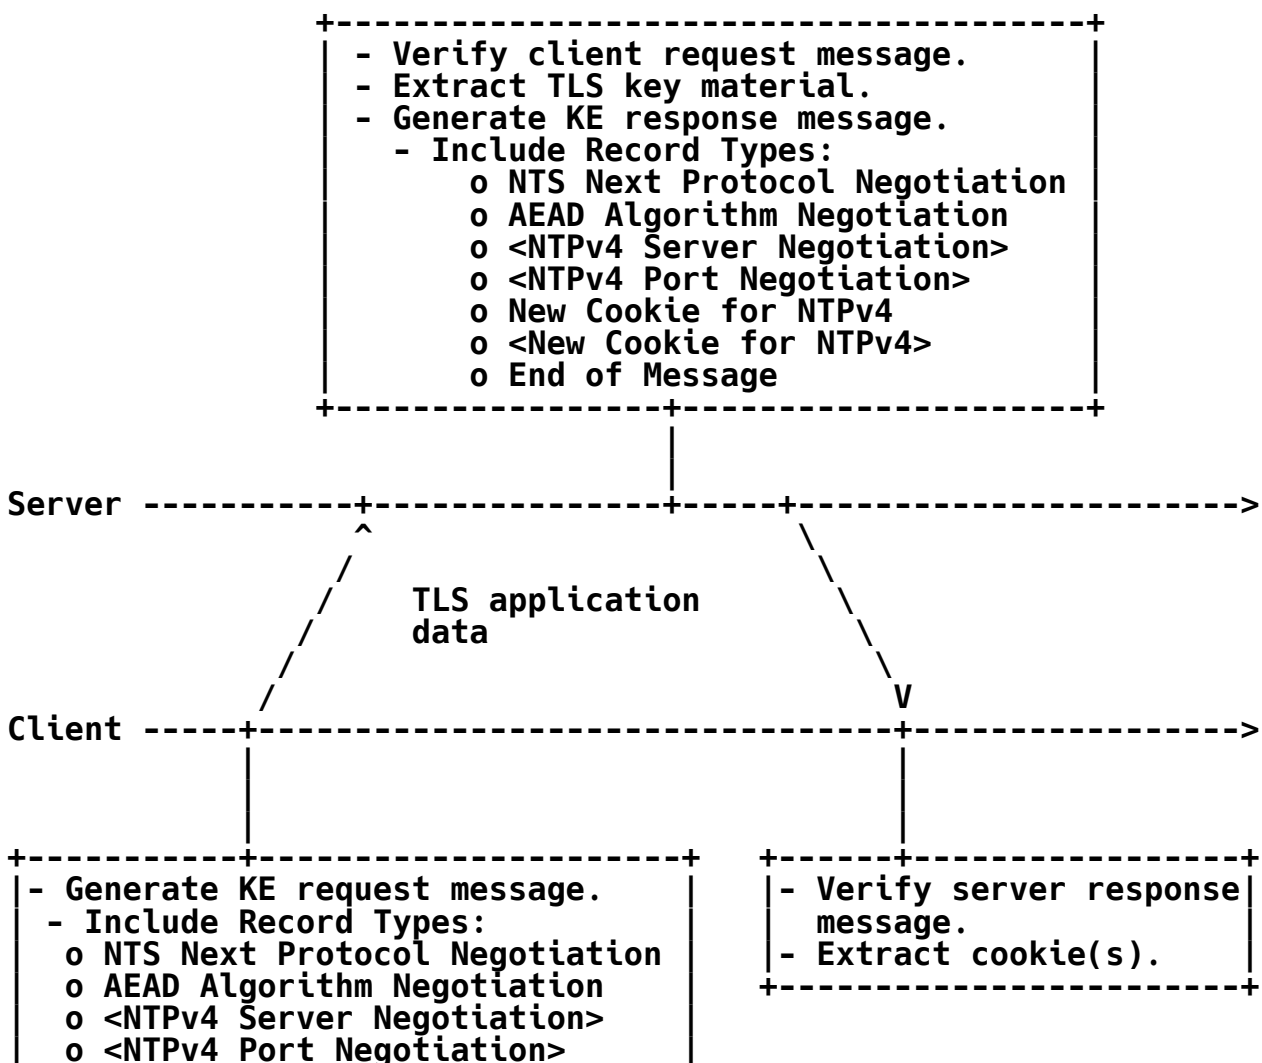 - Verify client request message.
- Extract TLS key material.
- Generate KE response message.
- Include Record Types:
o NTS Next Protocol Negotiation
o AEAD Algorithm Negotiation
o <NTPv4 Server Negotiation>
o <NTPv4 Port Negotiation>
o New Cookie for NTPv4
o <New Cookie for NTPv4>
o End of Message
Server
TLS application
data
Client
- Generate KE request message.
- Include Record Types:
o NTS Next Protocol Negotiation
o AEAD Algorithm Negotiation
o <NTPv4 Server Negotiation>
o <NTPv4 Port Negotiation>
- Verify server response
message.
- Extract cookie(s).